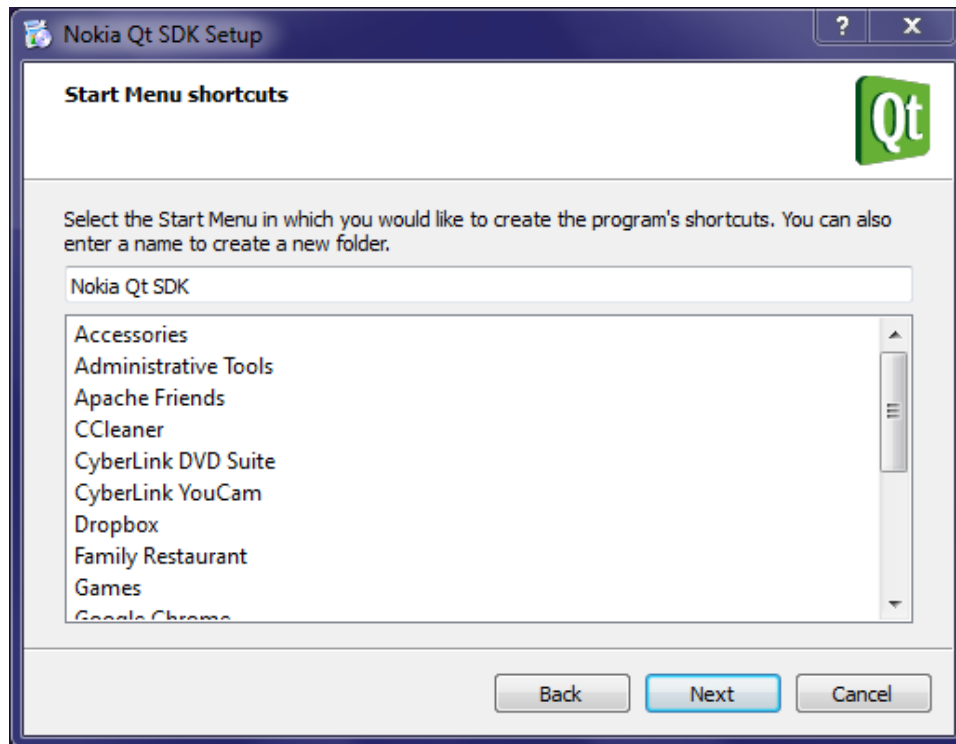 Nokia Qt SDK Setup
? x
Start Menu shortcuts
Qt
Select the Start Menu in which you would like to create the program's shortcuts. You can also
enter a name to create a new folder.
Nokia Qt SDK
Accessories
Administrative Tools
Apache Friends
CCleaner
CyberLink DVD Suite
CyberLink YouCam
Dropbox
Family Restaurant
Games
Google Chrome
Back Next Cancel